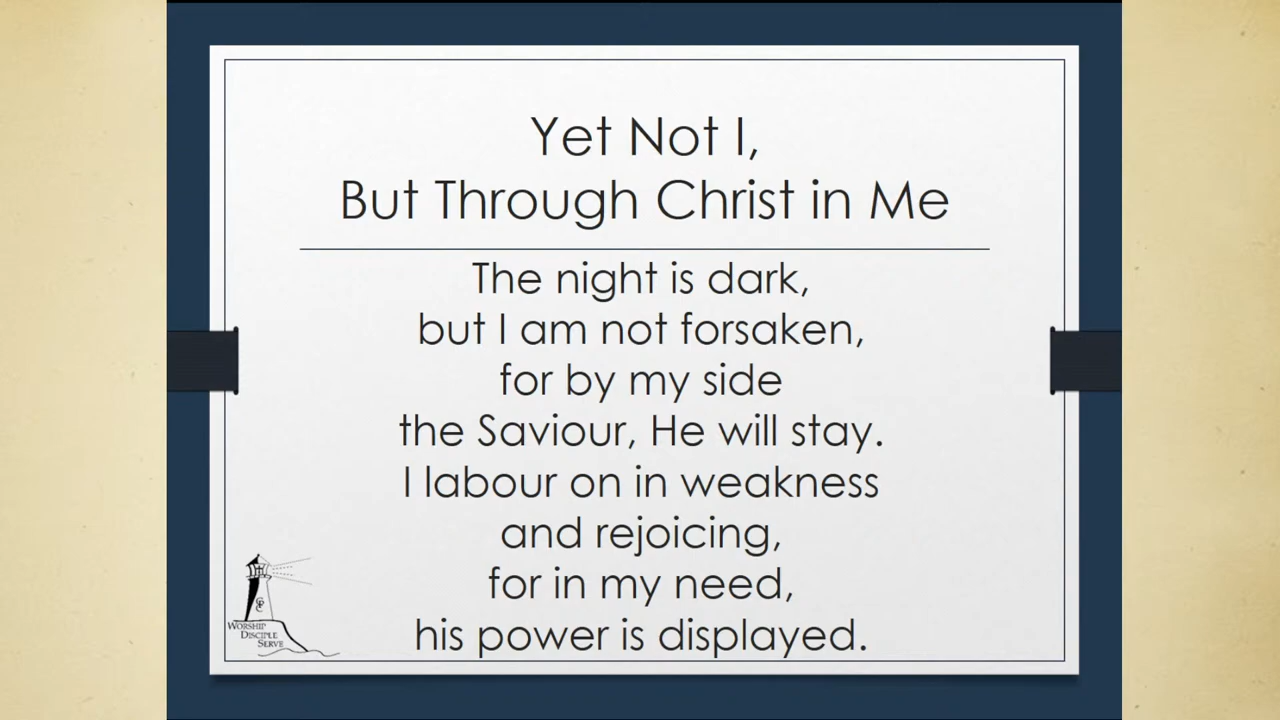 Yet Not I,
But Through Christ in Me
The night is dark,
but I am not forsaken,
for by my side
the Saviour, He will stay.
I labour on in weakness
and rejoicing,
for in my need,
his power is displayed.
WORSHIP
DISCIPLE
SERVE